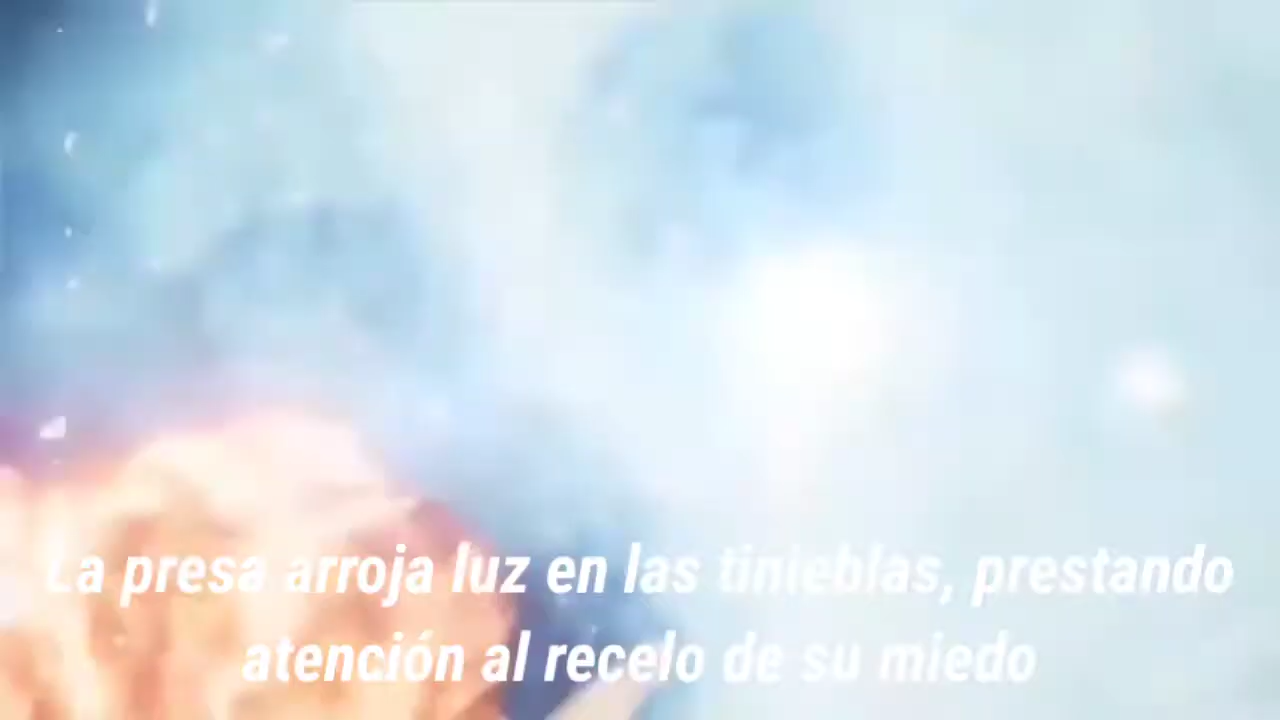 La presa arroja luz en las tinieblas, prestando
atención al recelo de su miedo